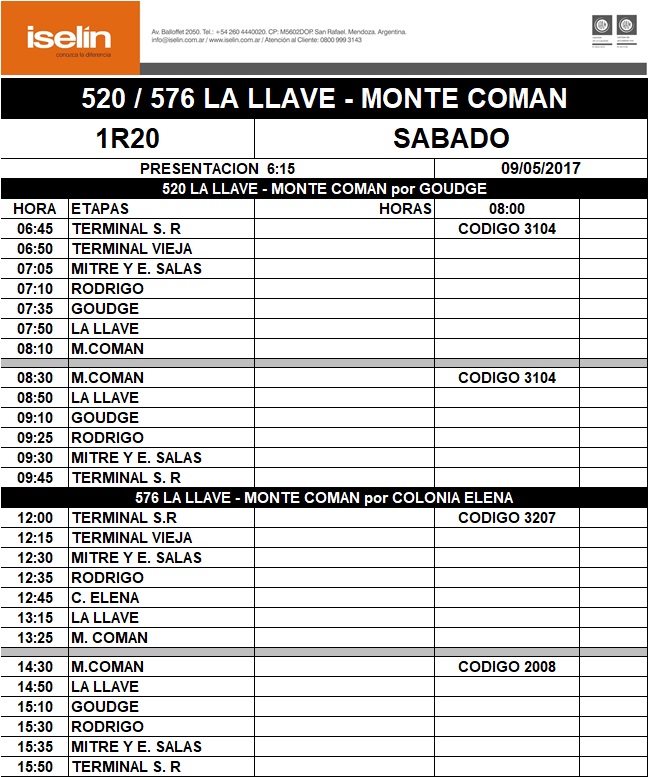 iselín
conozca la diferencia
Av. Balloffet 2050. Tel.: +54 260 4440020. CP: M5602DOP. San Rafael. Mendoza. Argentina.
info@iselin.com.ar / www.iselin.com.ar / Atención al Cliente: 0800 999 3143
520 / 576 LA LLAVE - MONTE COMAN
1R20 SABADO
PRESENTACION 6:15 09/05/2017
520 LA LLAVE - MONTE COMAN por GOUDGE
HORA ETAPAS HORAS 08:00
06:45 TERMINAL S. R CODIGO 3104
06:50 TERMINAL VIEJA
07:05 MITRE Y E. SALAS
07:10 RODRIGO
07:35 GOUDGE
07:50 LA LLAVE
08:10 M.COMAN
08:30 M.COMAN CODIGO 3104
08:50 LA LLAVE
09:10 GOUDGE
09:25 RODRIGO
09:30 MITRE Y E. SALAS
09:45 TERMINAL S. R
576 LA LLAVE - MONTE COMAN por COLONIA ELENA
12:00 TERMINAL S.R CODIGO 3207
12:15 TERMINAL VIEJA
12:30 MITRE Y E. SALAS
12:35 RODRIGO
12:45 C. ELENA
13:15 LA LLAVE
13:25 M. COMAN
14:30 M.COMAN CODIGO 2008
14:50 LA LLAVE
15:10 GOUDGE
15:30 RODRIGO
15:35 MITRE Y E. SALAS
15:50 TERMINAL S. R